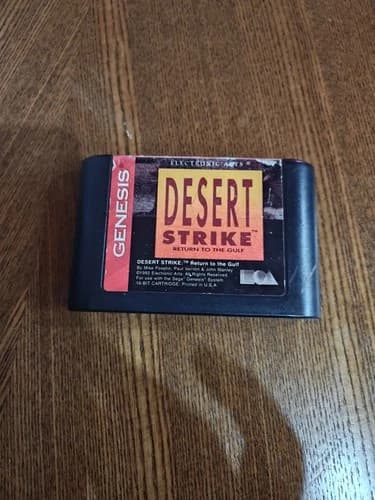 ELECTRONIC ARTS
GENESIS
DESERT
STRIKE™
RETURN TO THE GULF
DESERT STRIKE:™ Return to the Gulf
By Mike Posehn, Paul Vernon & John Manley
Electronic Arts. All Rights Reserved.
For use with the Sega™ Genesis™ System
16-BIT CARTRIDGE. Printed in U.S.A.